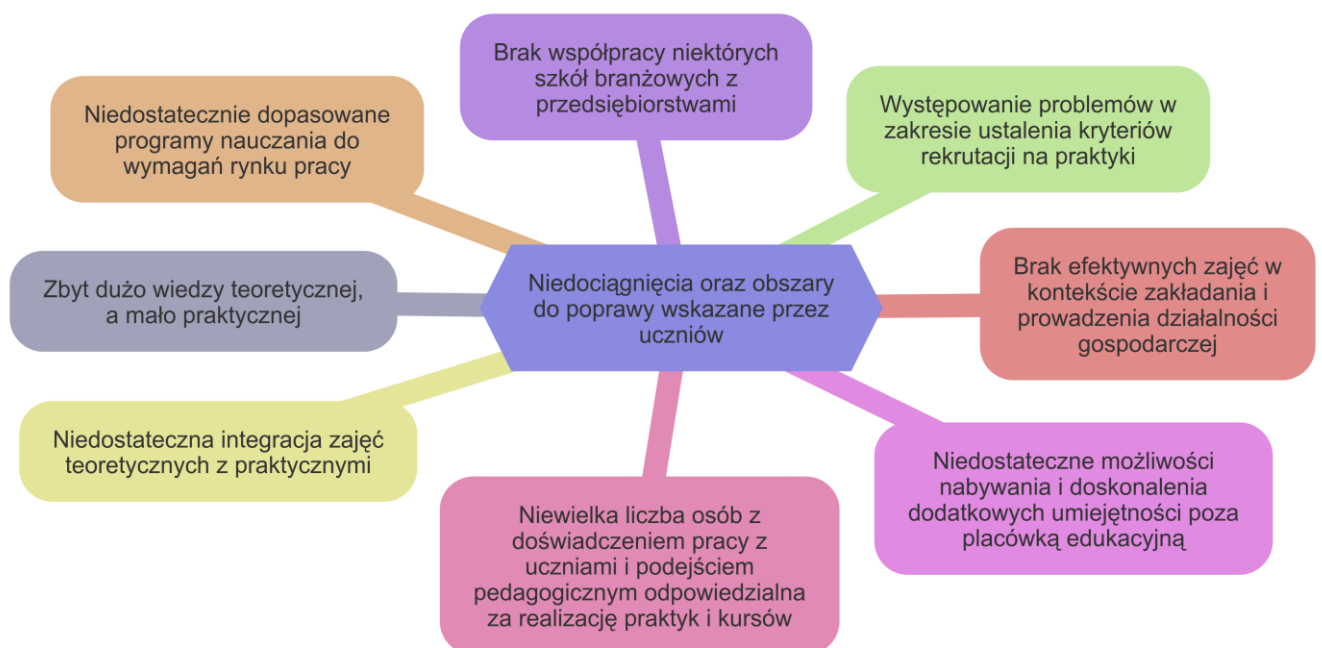 Brak współpracy niektórych
szkół branżowych z
przedsiębiorstwami
Niedostatecznie dopasowane
programy nauczania do
wymagań rynku pracy
Występowanie problemów w
zakresie ustalenia kryteriów
rekrutacji na praktyki
Zbyt dużo wiedzy teoretycznej,
a mało praktycznej
Niedociągnięcia oraz obszary
do poprawy wskazane przez
uczniów
Brak efektywnych zajęć w
kontekście zakładania i
prowadzenia działalności
gospodarczej
Niedostateczna integracja zajęć
teoretycznych z praktycznymi
Niewielka liczba osób z
doświadczeniem pracy z
uczniami i podejściem
pedagogicznym odpowiedzialna
za realizację praktyk i kursów
Niedostateczne możliwości
nabywania i doskonalenia
dodatkowych umiejętności poza
placówką edukacyjną